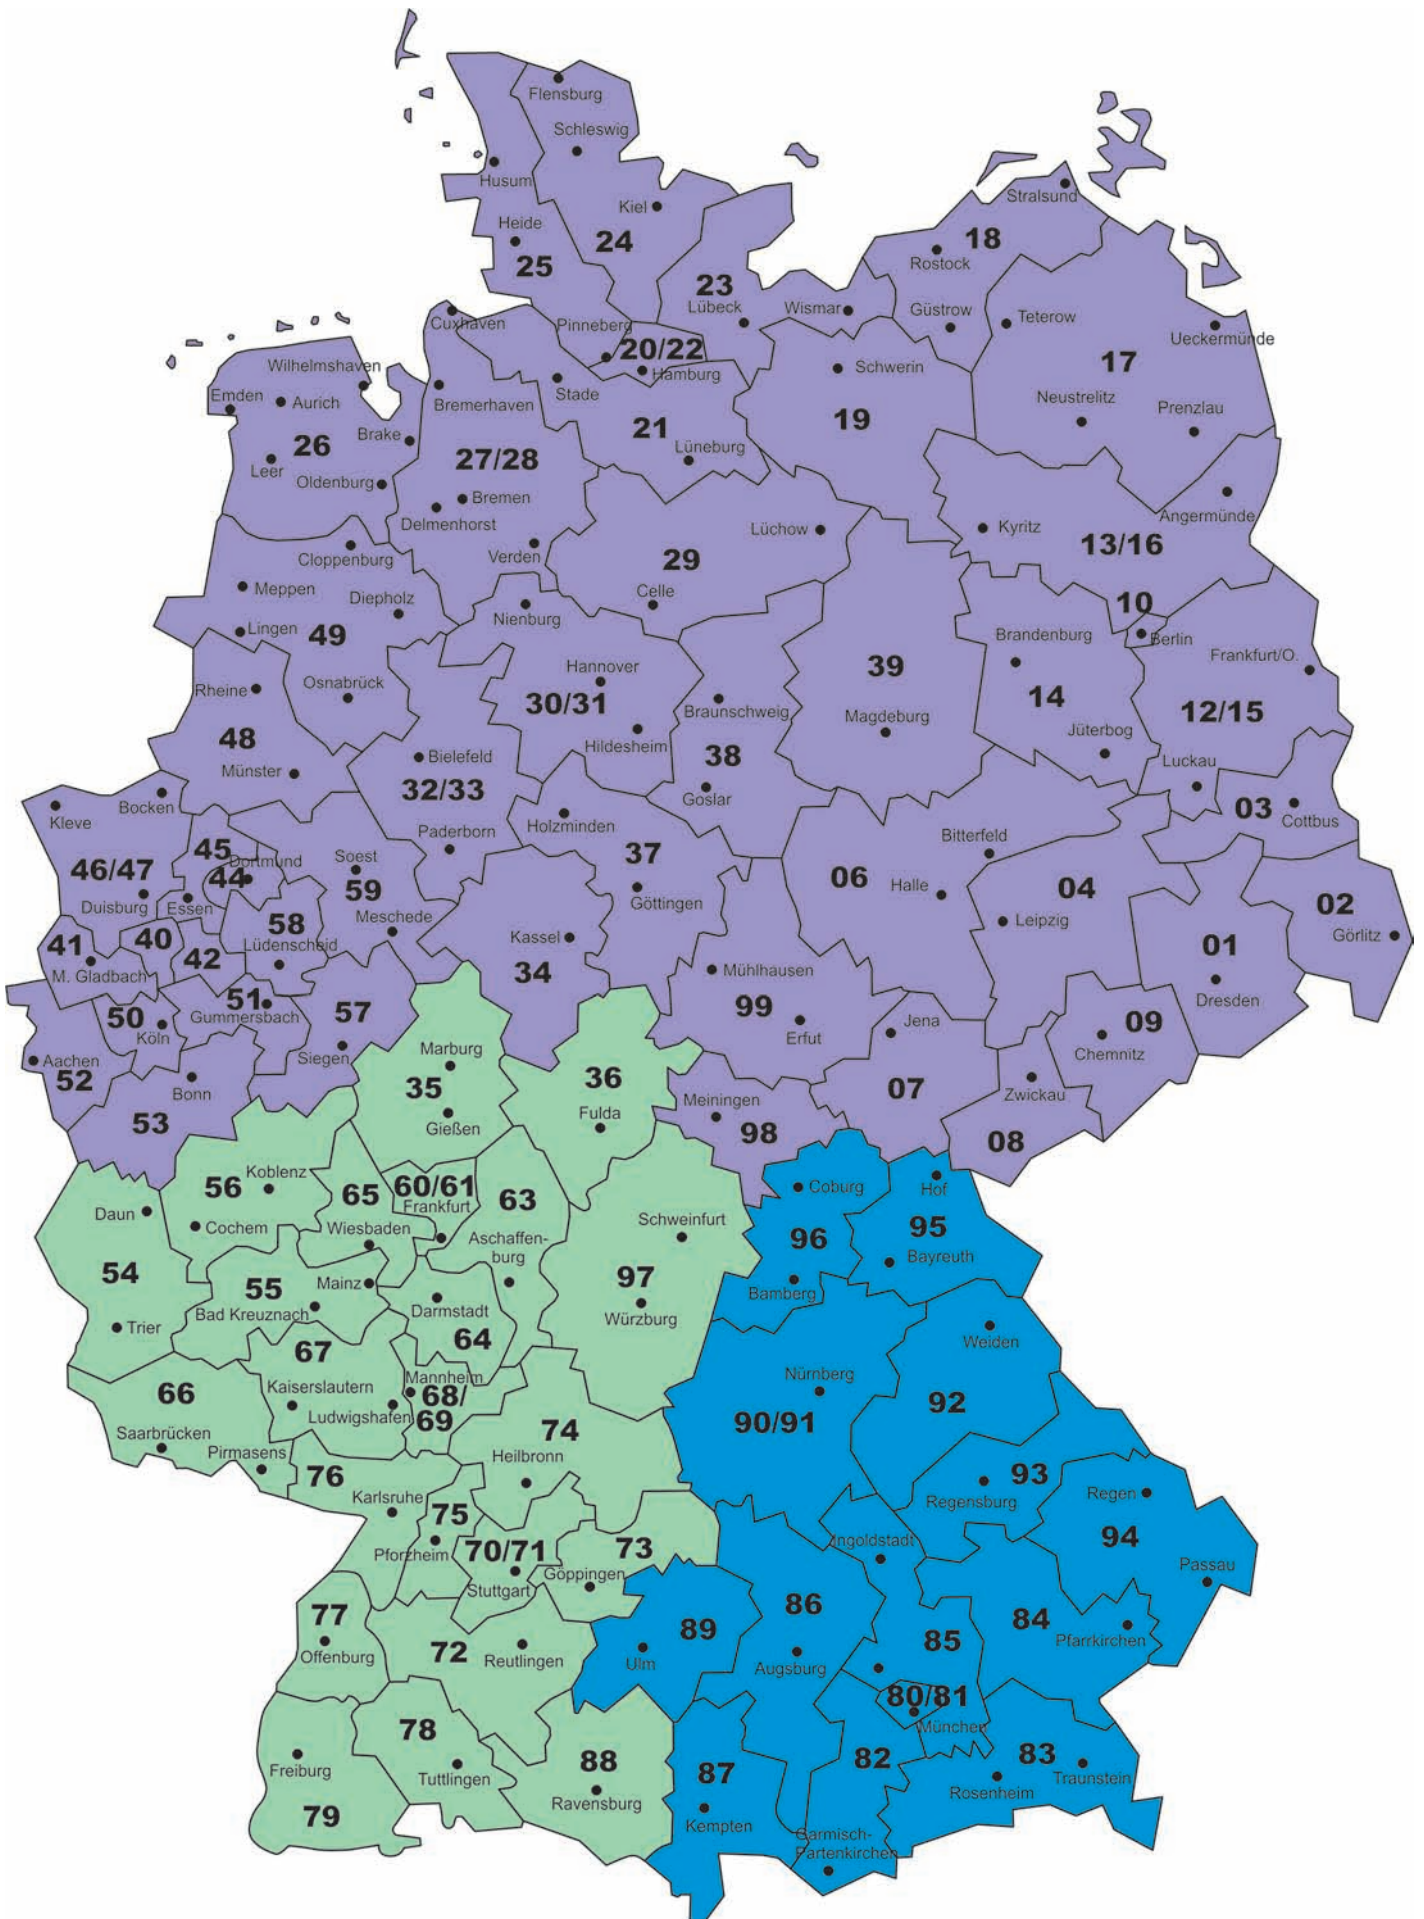 Flensburg
Schleswig
Husum
Stralsund
Kiel
Heide
24
18
25
Rostock
23
Lübeck
Wismar
Güstrow
Teterow
Cuxhaven
Pinneberg
Ueckermünde
20/22
17
Wilhelmshaven
Schwerin
Hamburg
Emden
Aurich
Stade
Bremerhaven
Neustrelitz
Prenzlau
19
21
Brake
26
Lüneburg
27/28
Leer
Oldenburg
Bremen
Delmenhorst
Angermünde
Lüchow
Kyritz
13/16
Verden
Cloppenburg
29
Meppen
Celle
Diepholz
10
Nienburg
Lingen
49
Brandenburg
Berlin
Frankfurt/O.
Hannover
39
Osnabrück
Rheine
14
30/31
Braunschweig
12/15
Magdeburg
48
Hildesheim
Jüterbog
Bielefeld
38
Luckau
Münster
32/33
Goslar
Bocken
03
Kleve
Cottbus
Holzminden
Paderborn
Bitterfeld
45
Dortmund
37
Soest
46/47
44
59
06
Halle
04
Duisburg
Essen
Göttingen
02
58
Meschede
Leipzig
Görlitz
41
40
Lüdenscheid
Kassel
01
42
M. Gladbach
34
Mühlhausen
51
Dresden
50
Gummersbach
57
99
Jena
09
Köln
Erfut
Chemnitz
Aachen
Siegen
Marburg
52
35
36
07
Bonn
Zwickau
Meiningen
53
Gießen
Fulda
98
08
Koblenz
56
60/61
65
63
Coburg
Hof
Daun
Frankfurt
Cochem
Wiesbaden
Schweinfurt
96
95
Aschaffen-
burg
Bayreuth
54
55
Mainz
97
Bamberg
Bad Kreuznach
Darmstadt
Würzburg
Trier
64
Weiden
67
Mannheim
Nürnberg
66
Kaiserslautern
68/
69
Ludwigshafen
92
90/91
Saarbrücken
74
Pirmasens
Heilbronn
76
93
Karlsruhe
Regensburg
Regen
75
94
Ingoldstadt
70/71
73
Pforzheim
Passau
Göppingen
Stuttgart
77
86
84
89
85
Offenburg
72
Reutlingen
Ulm
Augsburg
Pfarrkirchen
80/81
78
München
88
82
83
Freiburg
Tuttlingen
87
Traunstein
Rosenheim
Ravensburg
79
Kempten
Garmisch-
Partenkirchen